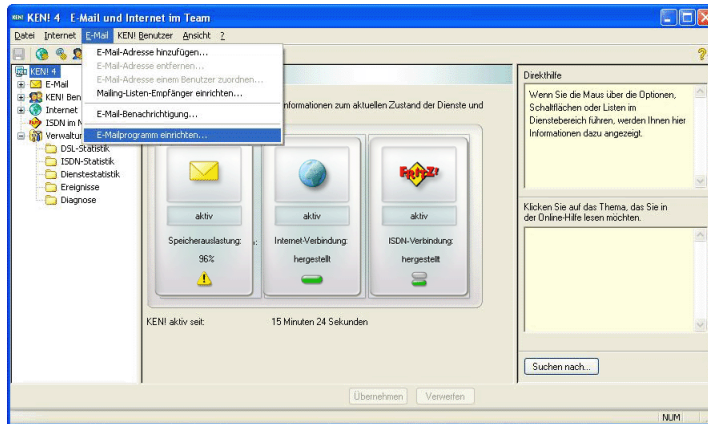 KEN! 4 E-Mail und Internet im Team
Datei Internet E-Mail KEN! Benutzer Ansicht ?
E-Mail-Adresse hinzufügen...
E-Mail-Adresse entfernen...
E-Mail-Adresse einem Benutzer zuordnen...
Mailing-Listen-Empfänger einrichten...
E-Mail-Benachrichtigung...
E-Mailprogramm einrichten...
KEN! 4
E-Mail
KEN! Ben
Internet
ISDN im N
Verwaltur
DSL-Statistik
ISDN-Statistik
Dienstestatistik
Ereignisse
Diagnose
nformationen zum aktuellen Zustand der Dienste und
aktiv
Speicherauslastung:
96%
aktiv
Internet-Verbindung:
hergestellt
FRITZ!
aktiv
ISDN-Verbindung:
hergestellt
KEN! aktiv seit: 15 Minuten 24 Sekunden
Direkthilfe
Wenn Sie die Maus über die Optionen,
Schaltflächen oder Listen im
Dienstebereich führen, werden Ihnen hier
Informationen dazu angezeigt.
Klicken Sie auf das Thema, das Sie in
der Online-Hilfe lesen möchten.
Suchen nach...
Übernehmen Verwerfen
NUM